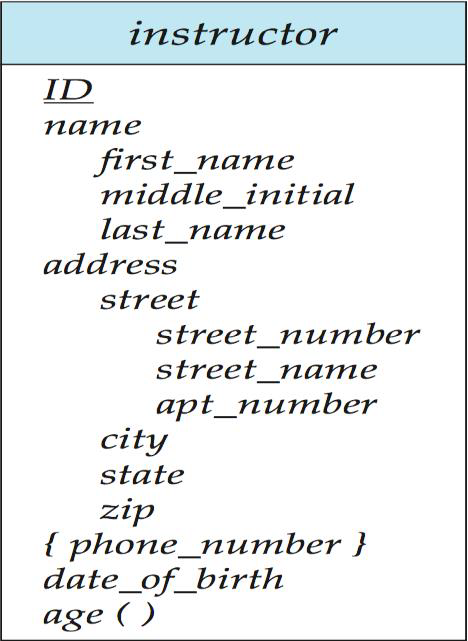 instructor
ID
name
first_name
middle_initial
last_name
address
street
street_number
street_name
apt_number
city
state
zip
{ phone_number }
date_of_birth
age ( )